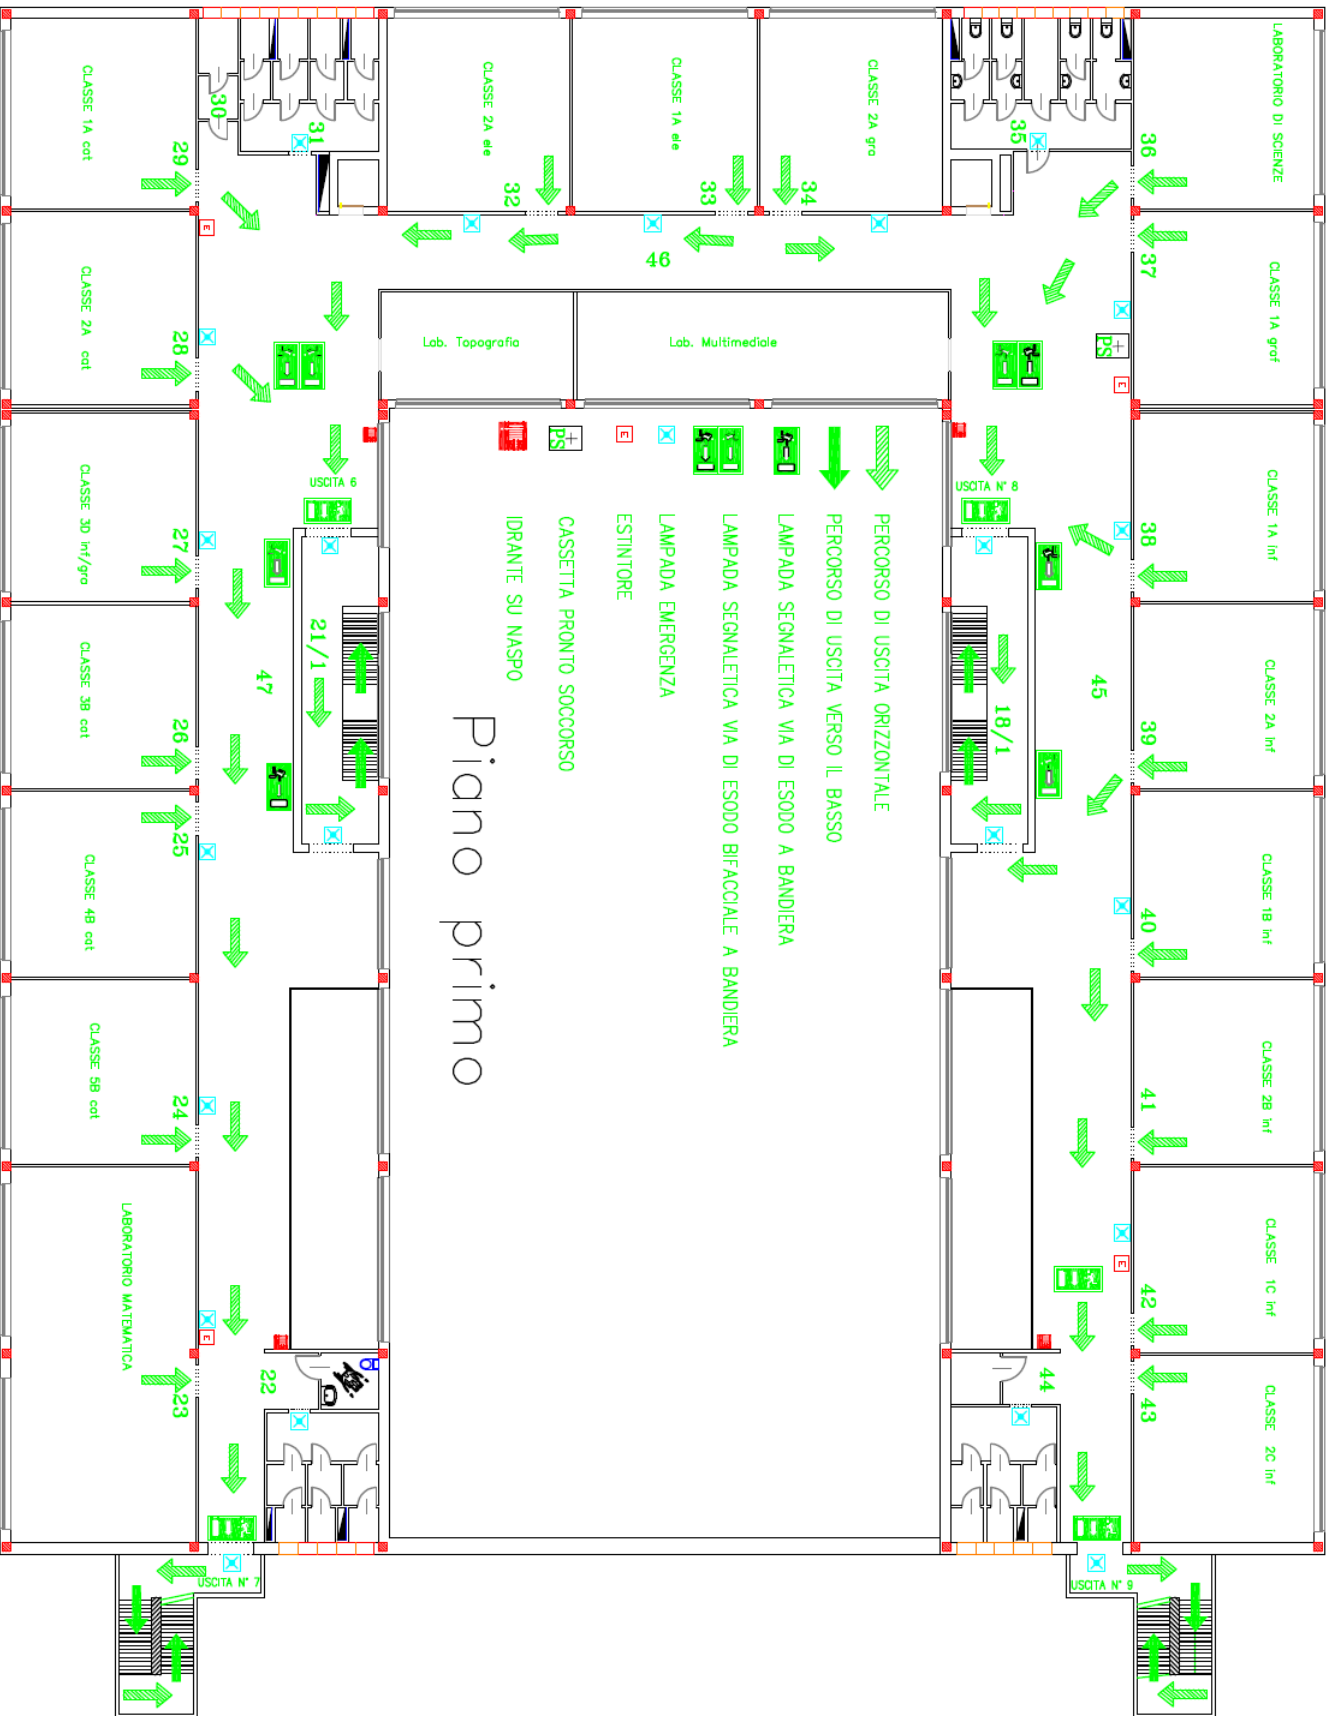 LABORATORIO DI SCIENZE
CLASSE 1A cat
CLASSE 2A ele
CLASSE 1A ele
CLASSE 2A gra
30
31
35
29
32
33
34
36
46
37
CLASSE 2A cat
CLASSE 1A graf
28
Lab. Topografia
Lab. Multimediale
PS
E
E
PS
E
USCITA 6
USCITA N° 8
CLASSE 3D inf/gra
CLASSE 1A inf
27
38
PERCORSO DI USCITA ORIZZONTALE
PERCORSO DI USCITA VERSO IL BASSO
LAMPADA SEGNALETICA VIA DI ESODO A BANDIERA
LAMPADA SEGNALETICA VIA DI ESODO BIFACCIALE A BANDIERA
LAMPADA EMERGENZA
ESTINTORE
CASSETTA PRONTO SOCCORSO
IDRANTE SU NASPO
Piano primo
21/1
47
18/1
45
CLASSE 3B cat
CLASSE 2A inf
26
39
25
CLASSE 4B cat
CLASSE 1B inf
40
CLASSE 5B cat
CLASSE 2B inf
24
41
LABORATORIO MATEMATICA
CLASSE 1C inf
E
E
42
23
22
44
43
CLASSE 2C inf
USCITA N° 7
USCITA N° 9